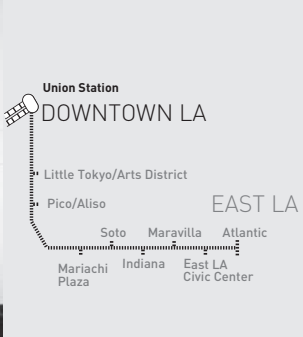 Union Station
DOWNTOWN LA
Little Tokyo/Arts District
Pico/Aliso
EAST LA
Soto
Maravilla
Atlantic
Mariachi
Plaza
Indiana
East LA
Civic Center